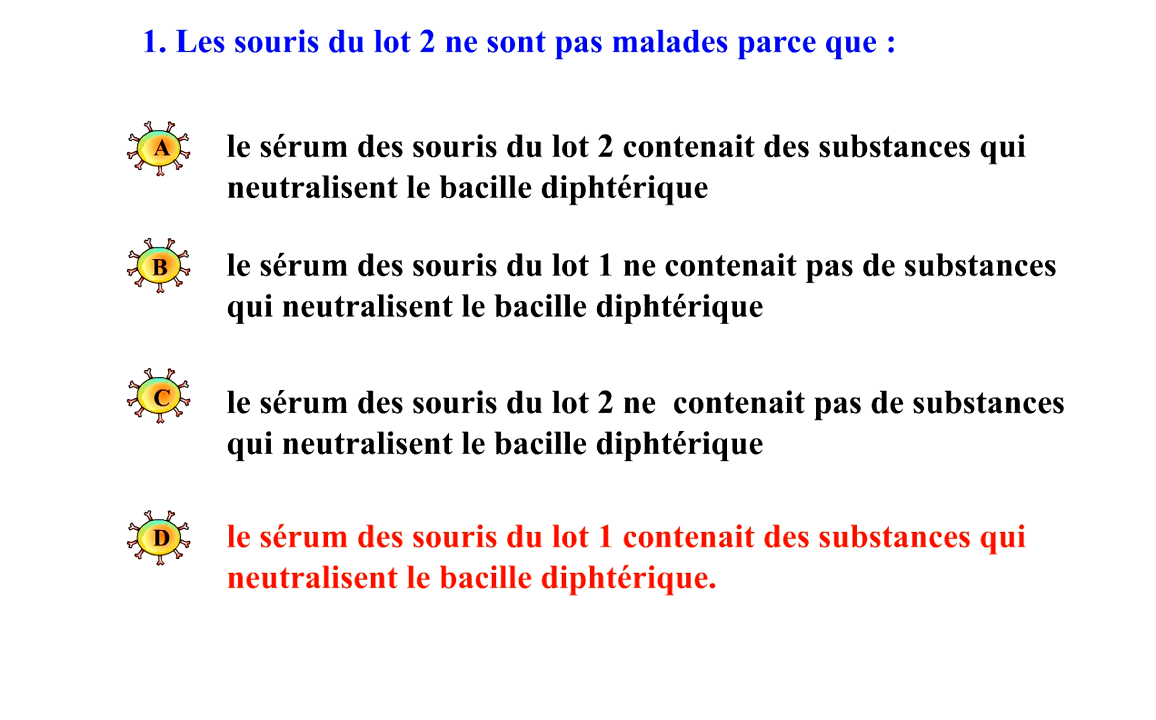 1. Les souris du lot 2 ne sont pas malades parce que :
A le sérum des souris du lot 2 contenait des substances qui
neutralisent le bacille diphtérique
B le sérum des souris du lot 1 ne contenait pas de substances
qui neutralisent le bacille diphtérique
C le sérum des souris du lot 2 ne contenait pas de substances
qui neutralisent le bacille diphtérique
D le sérum des souris du lot 1 contenait des substances qui
neutralisent le bacille diphtérique.